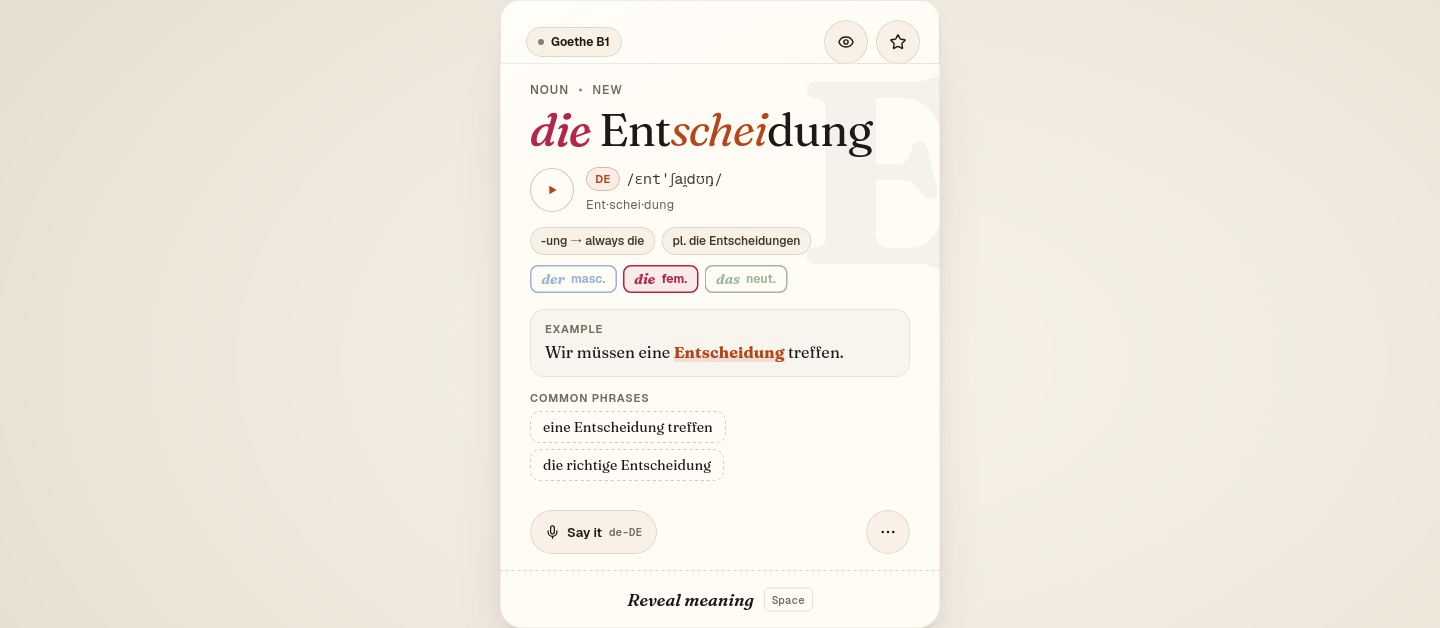 Goethe B1
NOUN • NEW
E
die Entscheidung
DE /ɛntˈʃaɪ̯dʊŋ/
Ent·schei·dung
-ung → always die
pl. die Entscheidungen
der masc.
die fem.
das neut.
EXAMPLE
Wir müssen eine Entscheidung treffen.
COMMON PHRASES
eine Entscheidung treffen
die richtige Entscheidung
Say it de-DE
Reveal meaning Space